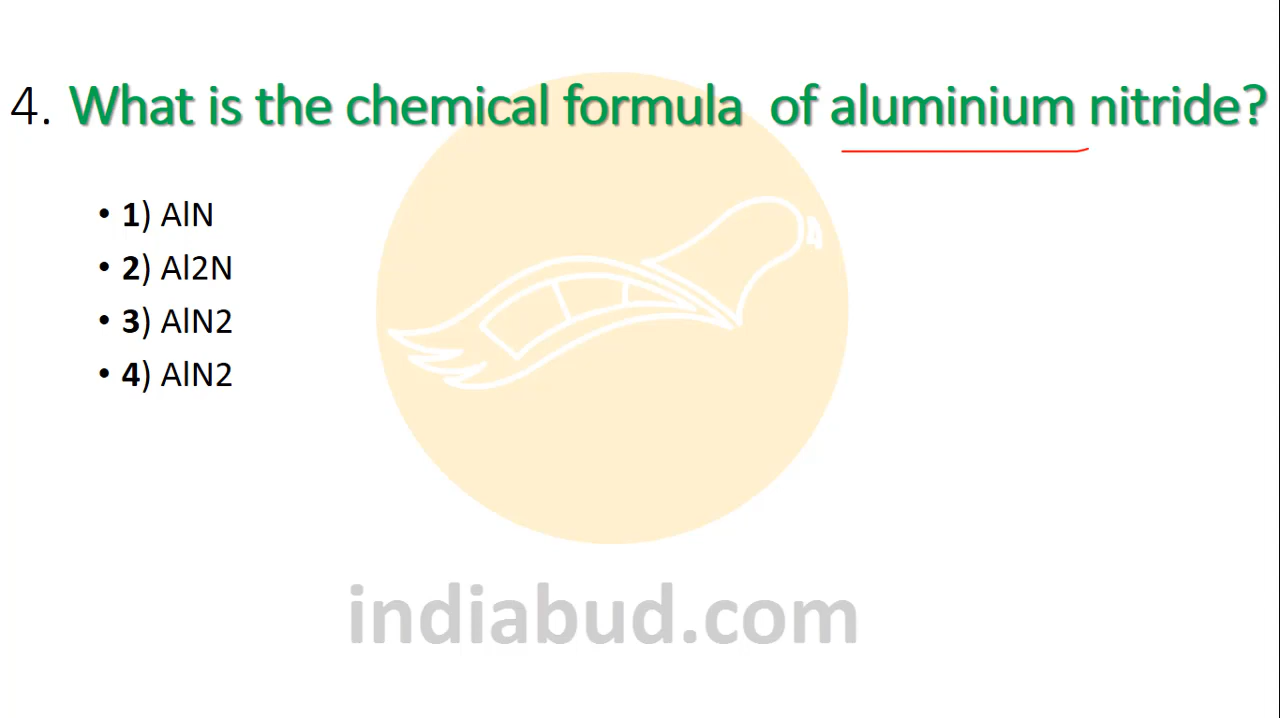 4. What is the chemical formula of aluminium nitride?
• 1) AlN
• 2) Al2N
• 3) AlN2
• 4) AlN2
indiabud.com